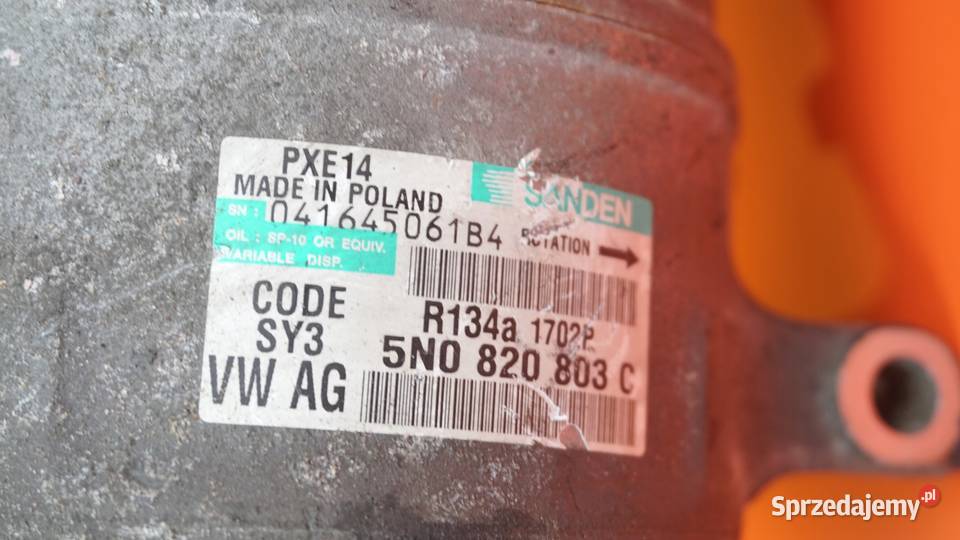 PXE14
SANDEN
MADE IN POLAND
SN : 041645061B4
ROTATION
OIL : SP-10 OR EQUIV.
VARIABLE DISP.
CODE
SY3
R134a 1702P
5N0 820 803 C
VW AG
Sprzedajemy.pl